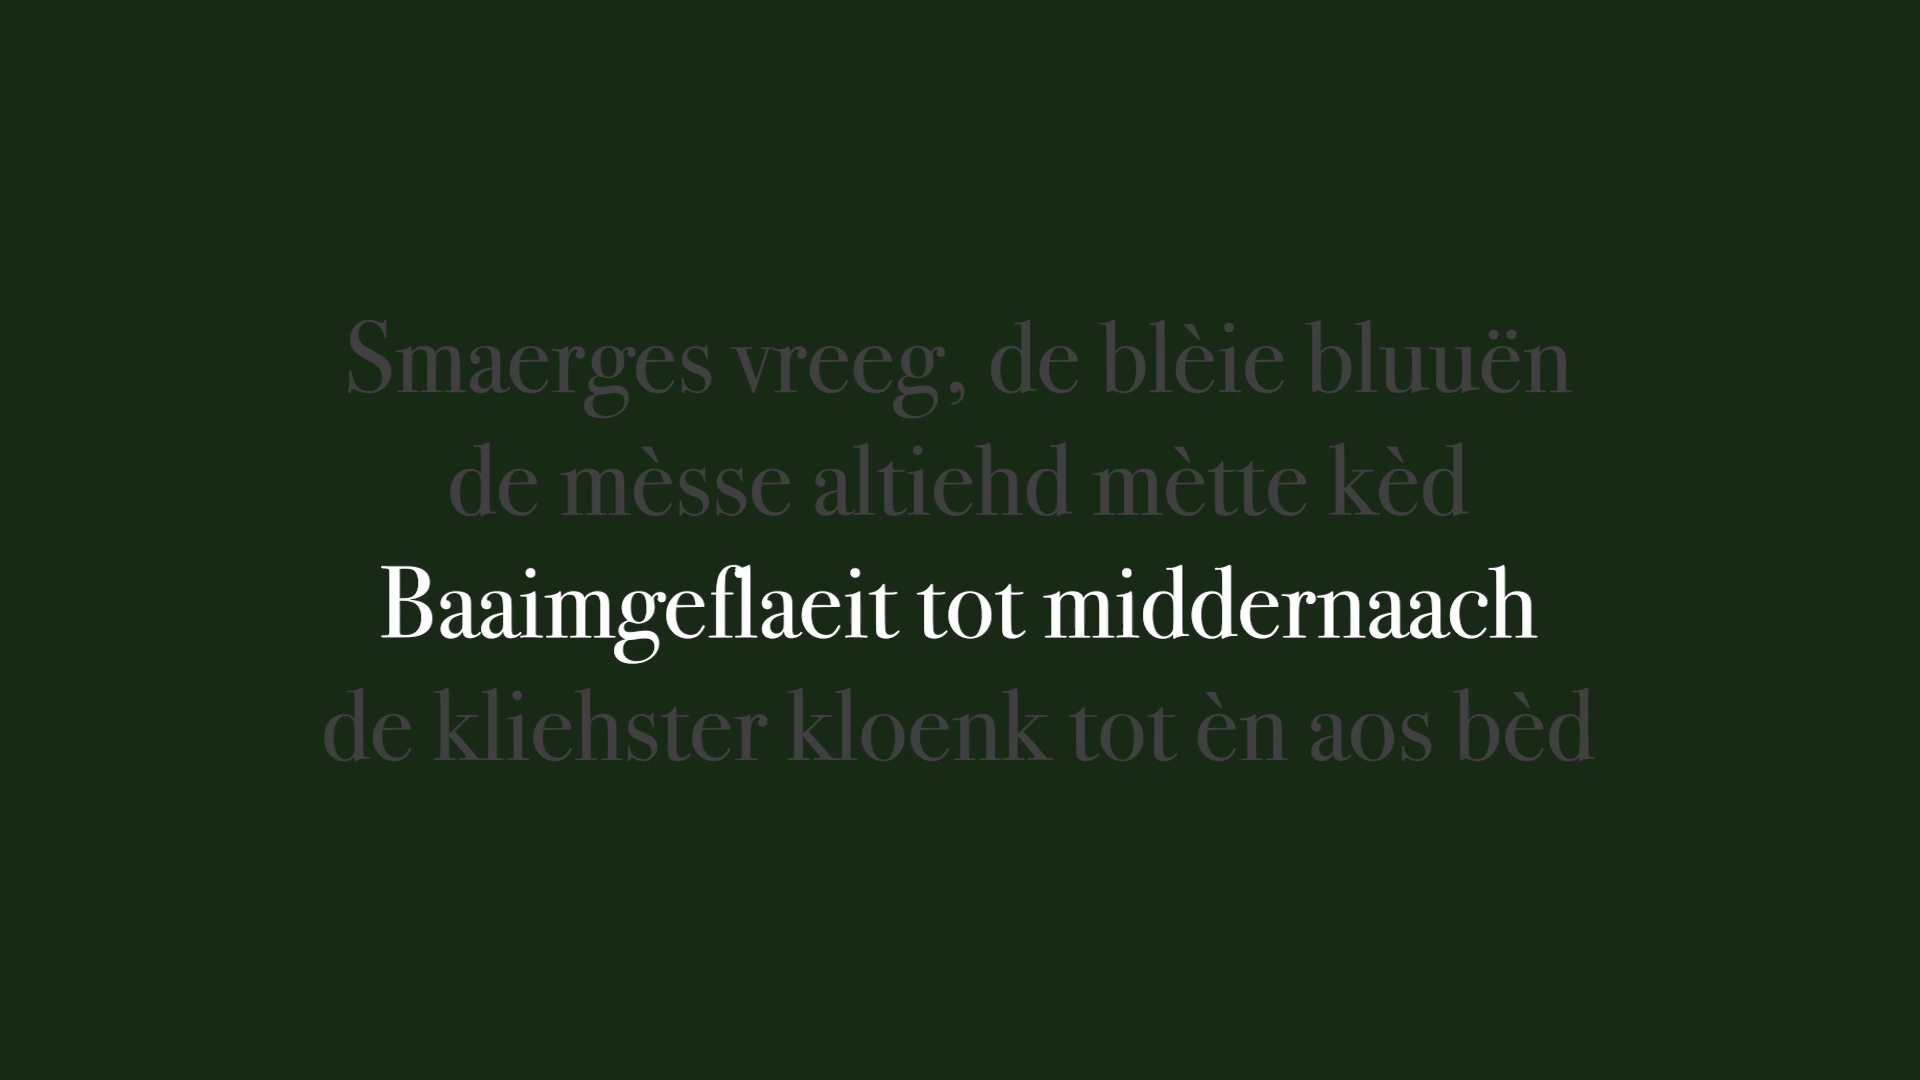 Smaerges vreeg, de blèie bluuën
de mèsse altiehd mètte kèd
Baaimgeflaeit tot middernaach
de kliehster kloenk tot èn aos bèd